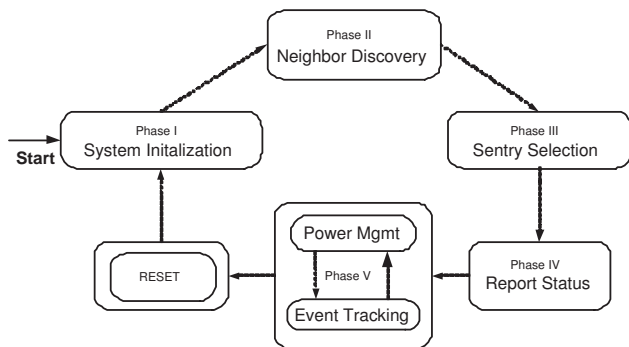 Phase II
Neighbor Discovery
Phase I
System Initalization
Start
Phase III
Sentry Selection
Power Mgmt
Phase V
Event Tracking
RESET
Phase IV
Report Status